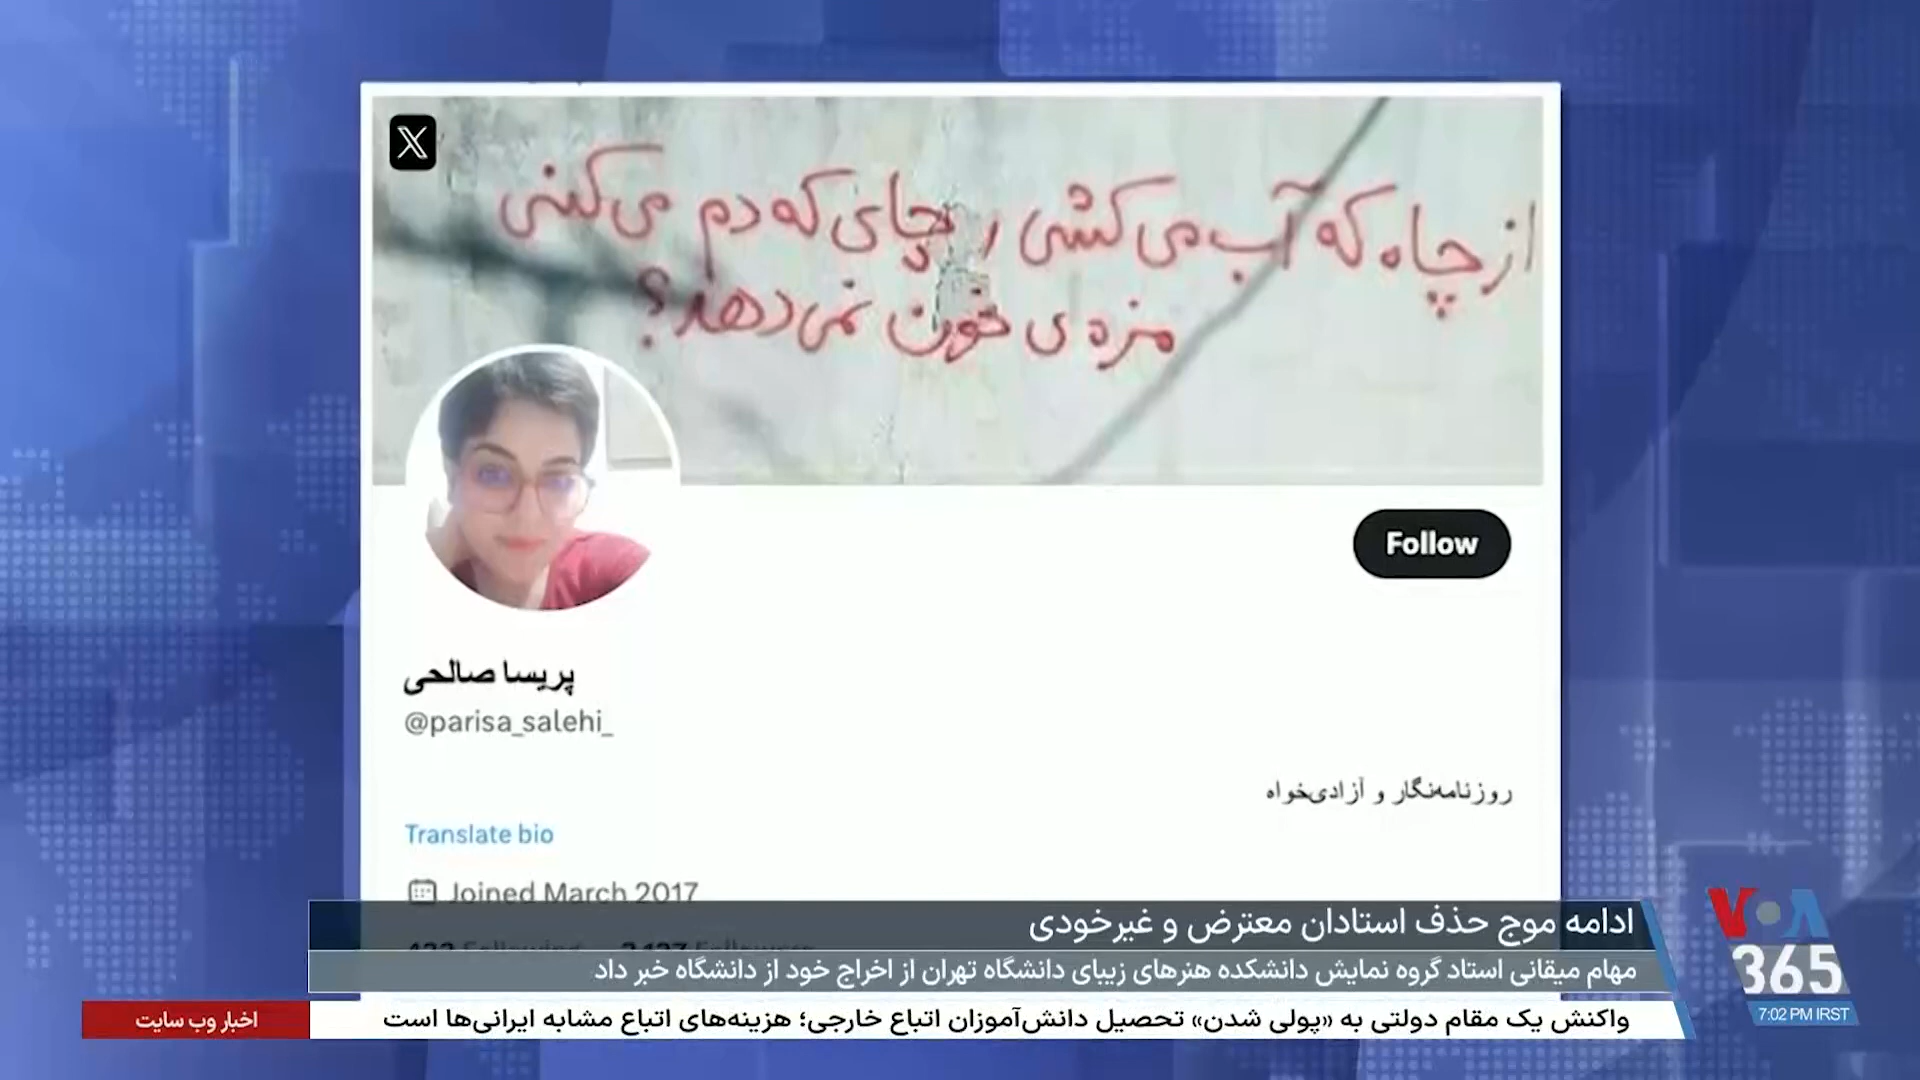 از چاه که آب می‌کشی، چای که دم می‌کنی
مزه‌ی خون نمی‌دهد؟
Follow
پریسا صالحی
@parisa_salehi_
روزنامه‌نگار و آزادی‌خواه
Translate bio
Joined March 2017
Following
Followers
ادامه موج حذف استادان معترض و غیرخودی
مهام میقانی استاد گروه نمایش دانشکده هنرهای زیبای دانشگاه تهران از اخراج خود از دانشگاه خبر داد
واکنش یک مقام دولتی به «پولی شدن» تحصیل دانش‌آموزان اتباع خارجی؛ هزینه‌های اتباع مشابه ایرانی‌ها است
اخبار وب سایت
VOA
365
7:02 PM IRST